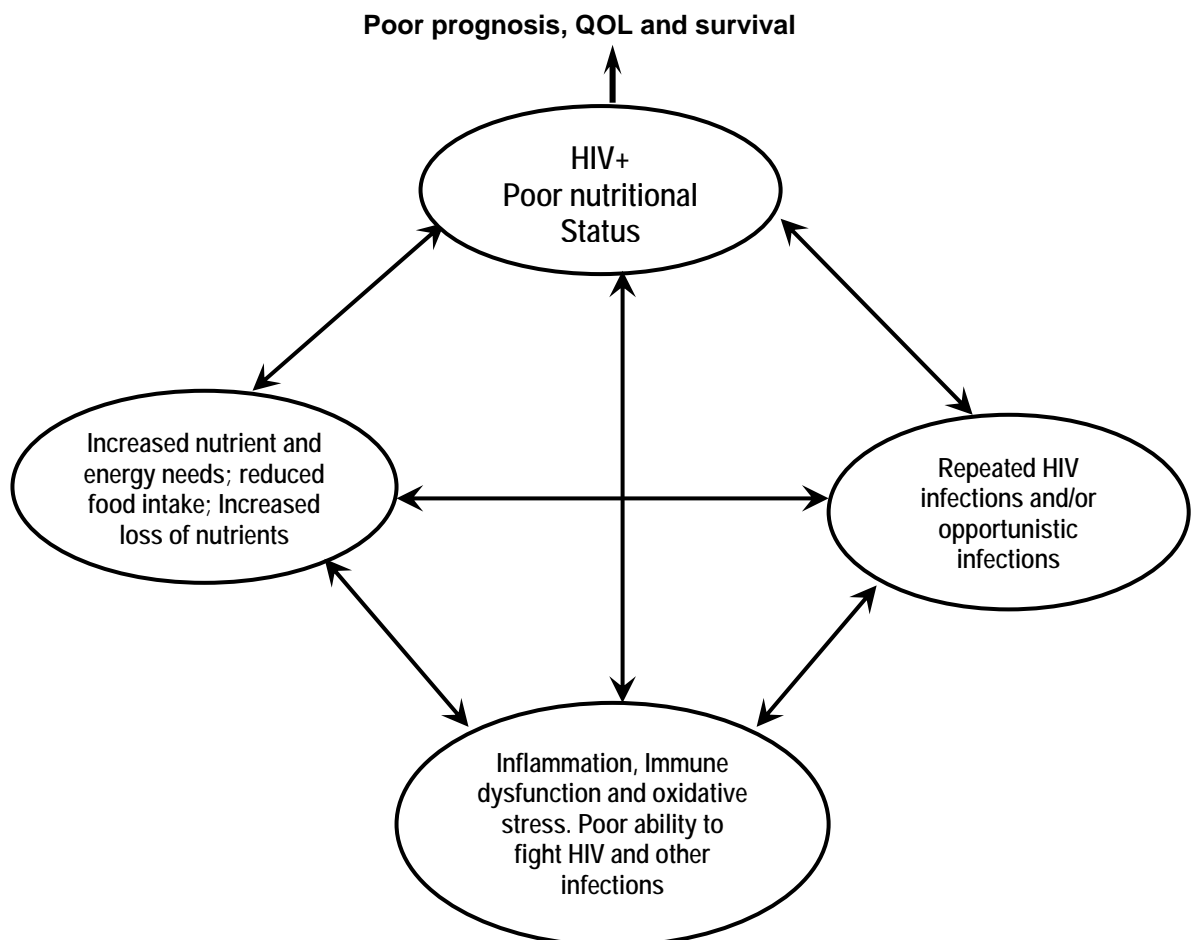 Poor prognosis, QOL and survival
HIV+
Poor nutritional
Status
Increased nutrient and
energy needs; reduced
food intake; Increased
loss of nutrients
Repeated HIV
infections and/or
opportunistic
infections
Inflammation, Immune
dysfunction and oxidative
stress. Poor ability to
fight HIV and other
infections